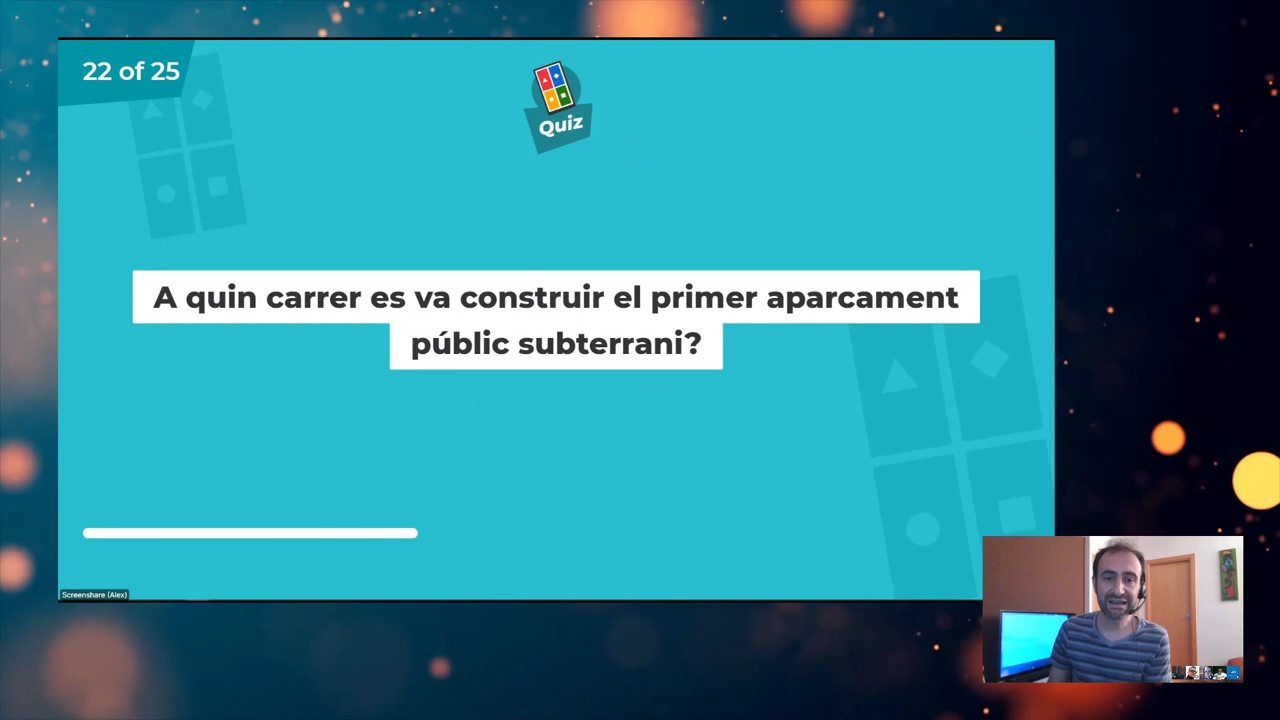 22 of 25
Quiz
A quin carrer es va construir el primer aparcament
públic subterrani?
Screenshare (Alex)